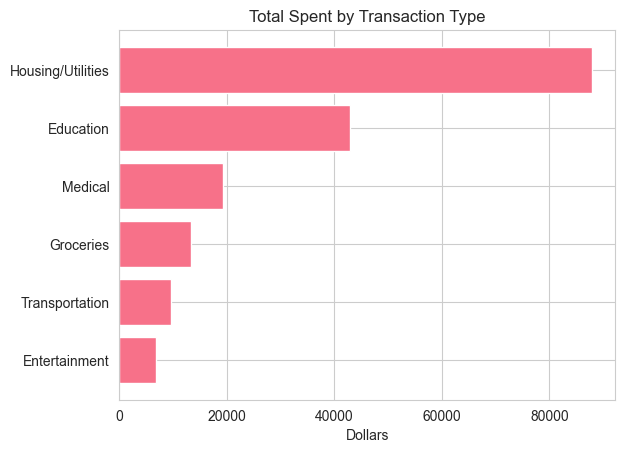 Total Spent by Transaction Type
Housing/Utilities
Education
Medical
Groceries
Transportation
Entertainment
0 20000 40000 60000 80000
Dollars